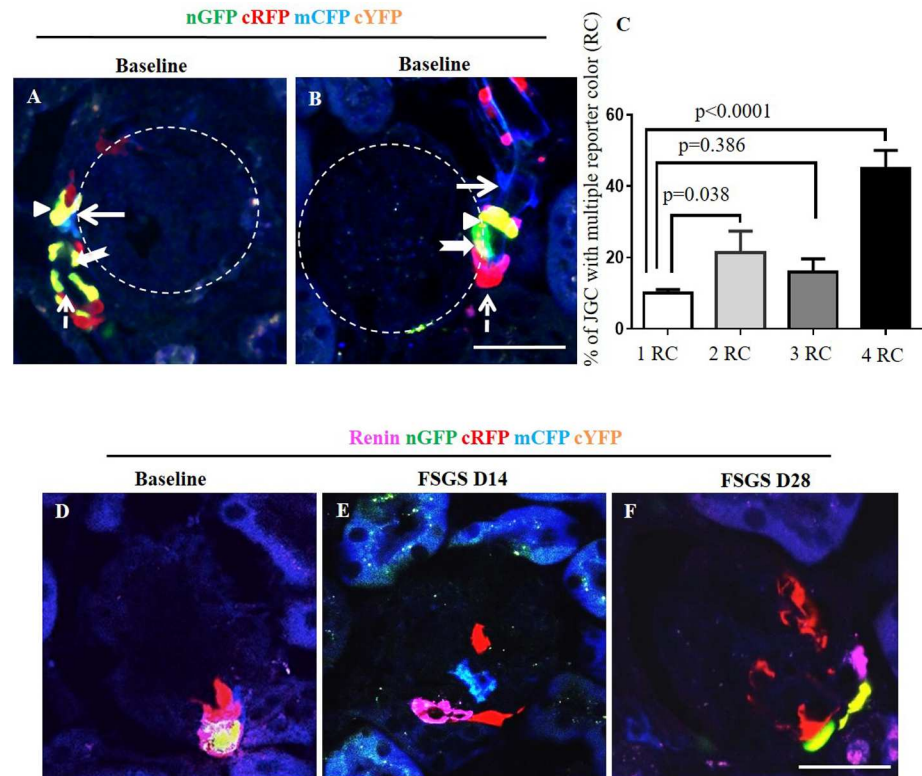 nGFP cRFP mCFP cYFP
Baseline
Baseline
A
B
C
% of JGC with multiple reporter color (RC)
60
40
20
0
p<0.0001
p=0.386
p=0.038
1 RC
2 RC
3 RC
4 RC
Renin nGFP cRFP mCFP cYFP
Baseline
FSGS D14
FSGS D28
D
E
F